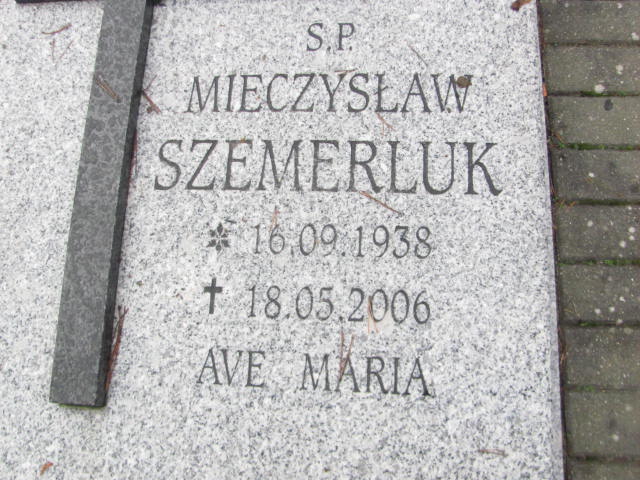 S.P.
MIECZYSŁAW
SZEMERLUK
* 16.09.1938
✝ 18.05.2006
AVE MARIA